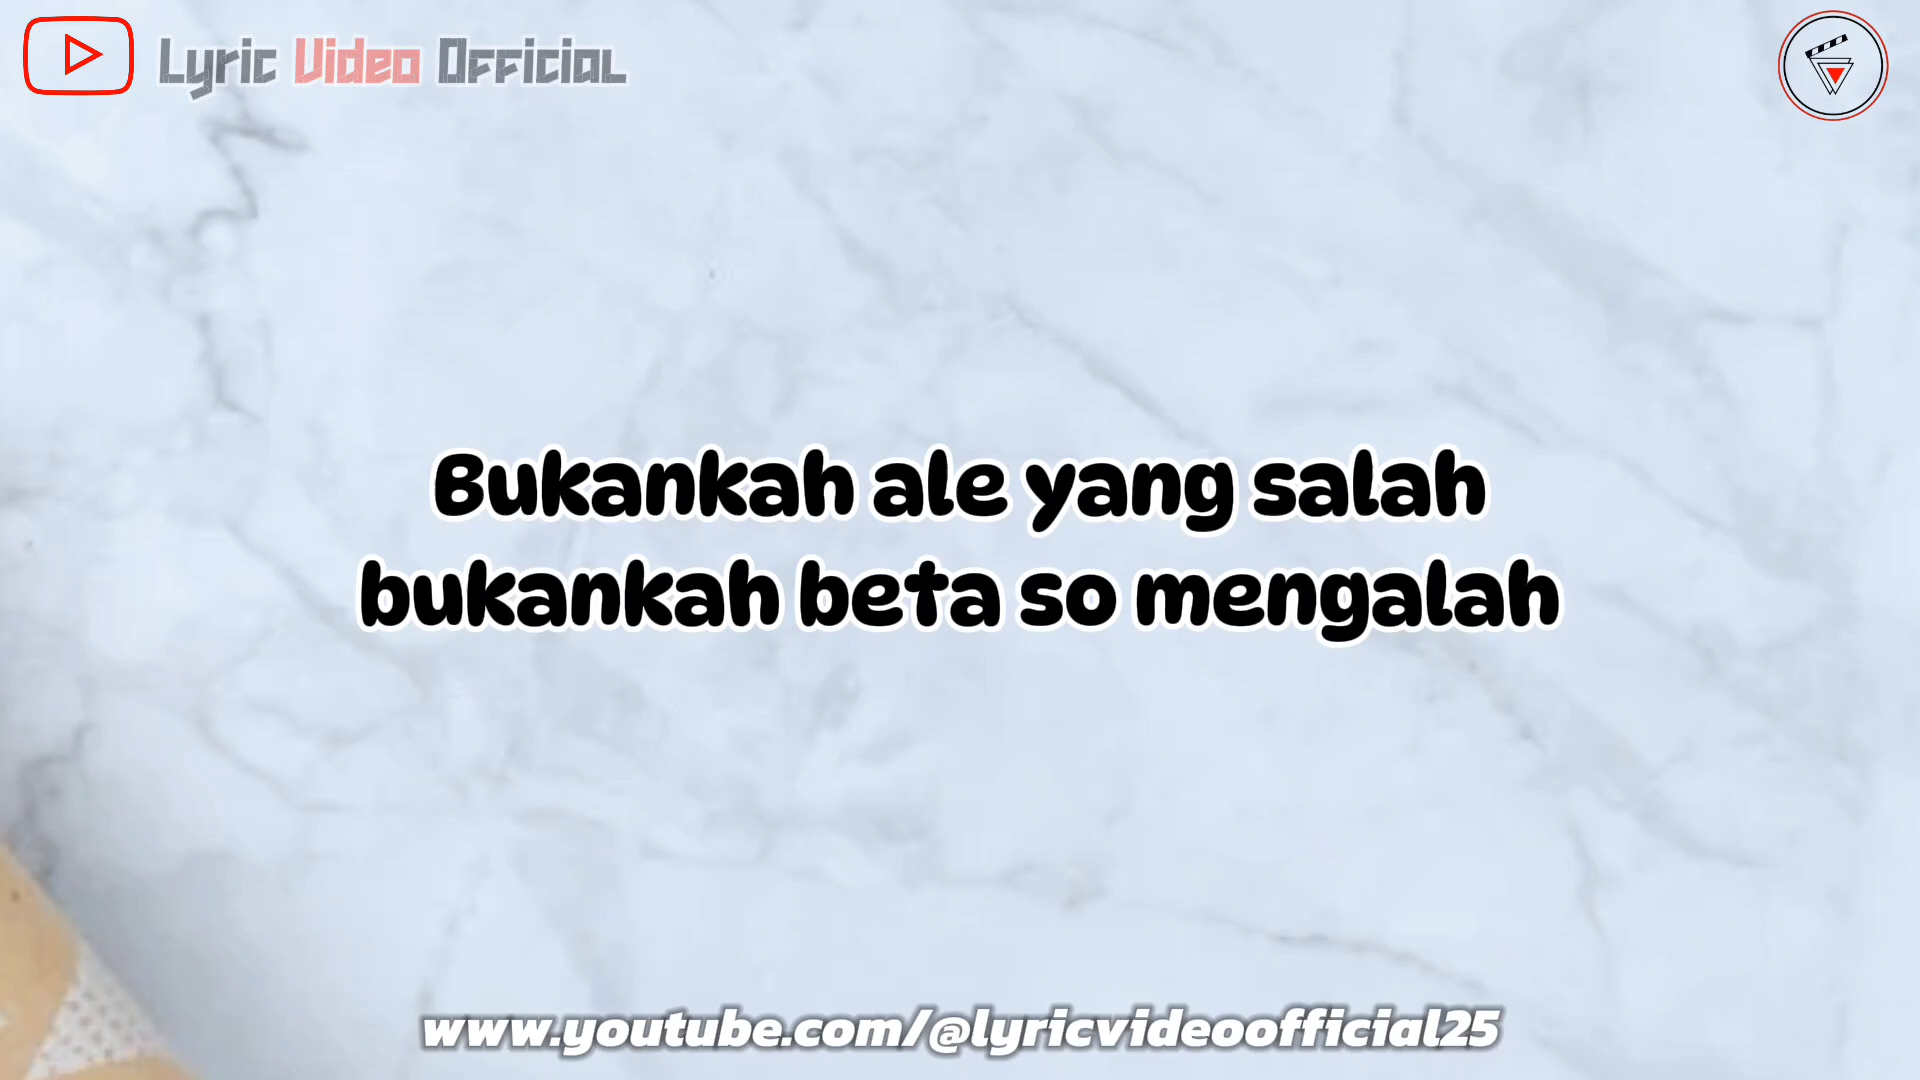 Lyric Video Official
Bukankah ale yang salah
bukankah beta so mengalah
www.youtube.com/@lyricvideoofficial25